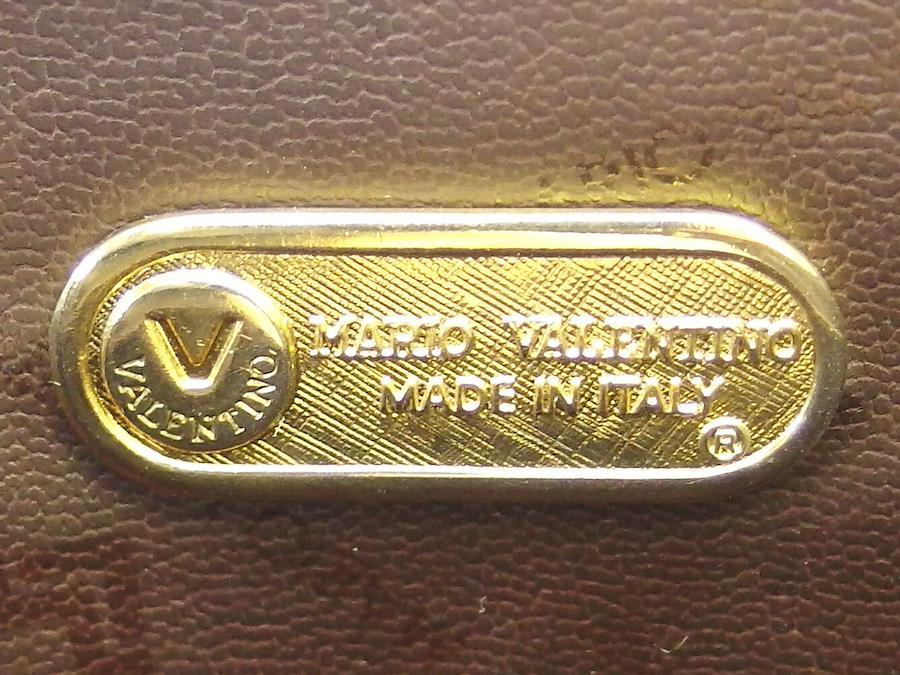 V
VALENTINO
MARIO VALENTINO
MADE IN ITALY
®